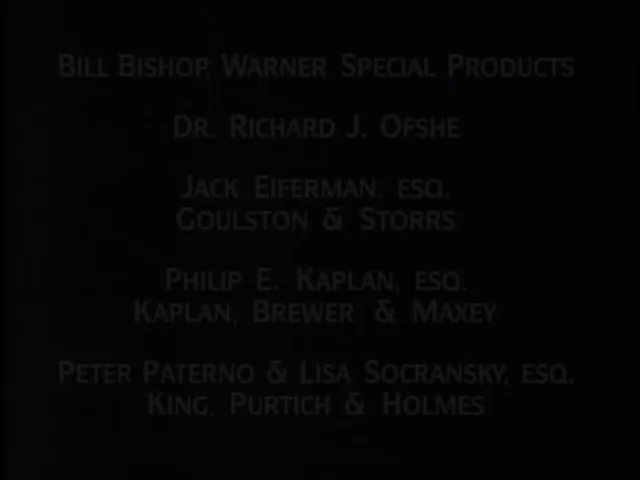 BILL BISHOP, WARNER SPECIAL PRODUCTS
DR. RICHARD J. OFSHE
JACK EIFERMAN, ESQ.
GOULSTON & STORRS
PHILIP E. KAPLAN, ESQ.
KAPLAN, BREWER & MAXEY
PETER PATERNO & LISA SOCRANSKY, ESQ.
KING, PURTICH & HOLMES